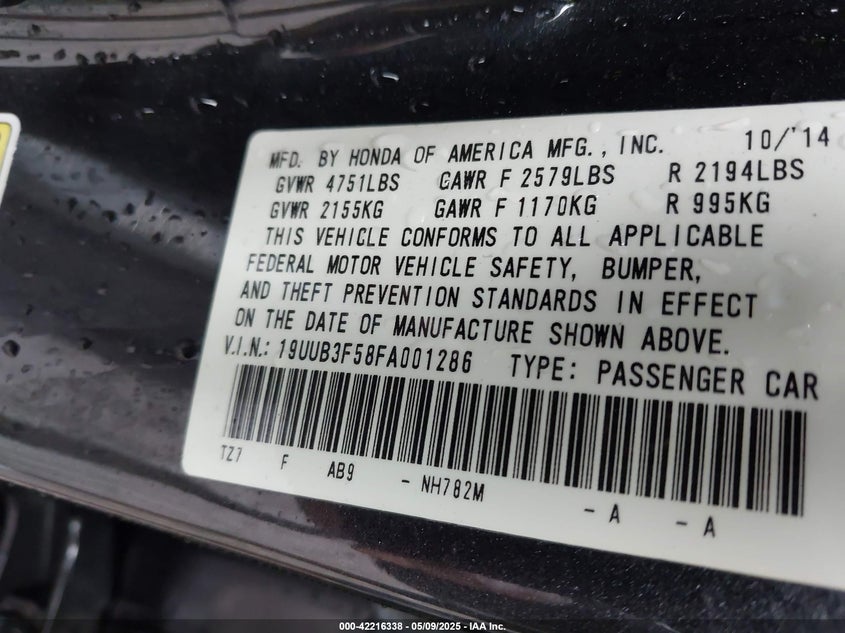 MFD. BY HONDA OF AMERICA MFG., INC. 10/'14
GVWR 4751LBS GAWR F 2579LBS R 2194LBS
GVWR 2155KG GAWR F 1170KG R 995KG
THIS VEHICLE CONFORMS TO ALL APPLICABLE
FEDERAL MOTOR VEHICLE SAFETY, BUMPER,
AND THEFT PREVENTION STANDARDS IN EFFECT
ON THE DATE OF MANUFACTURE SHOWN ABOVE.
V.I.N.: 19UUB3F58FA001286 TYPE: PASSENGER CAR
TZ7 F AB9 - NH782M - A - A
000-42216338 - 05/09/2025 - IAA Inc.